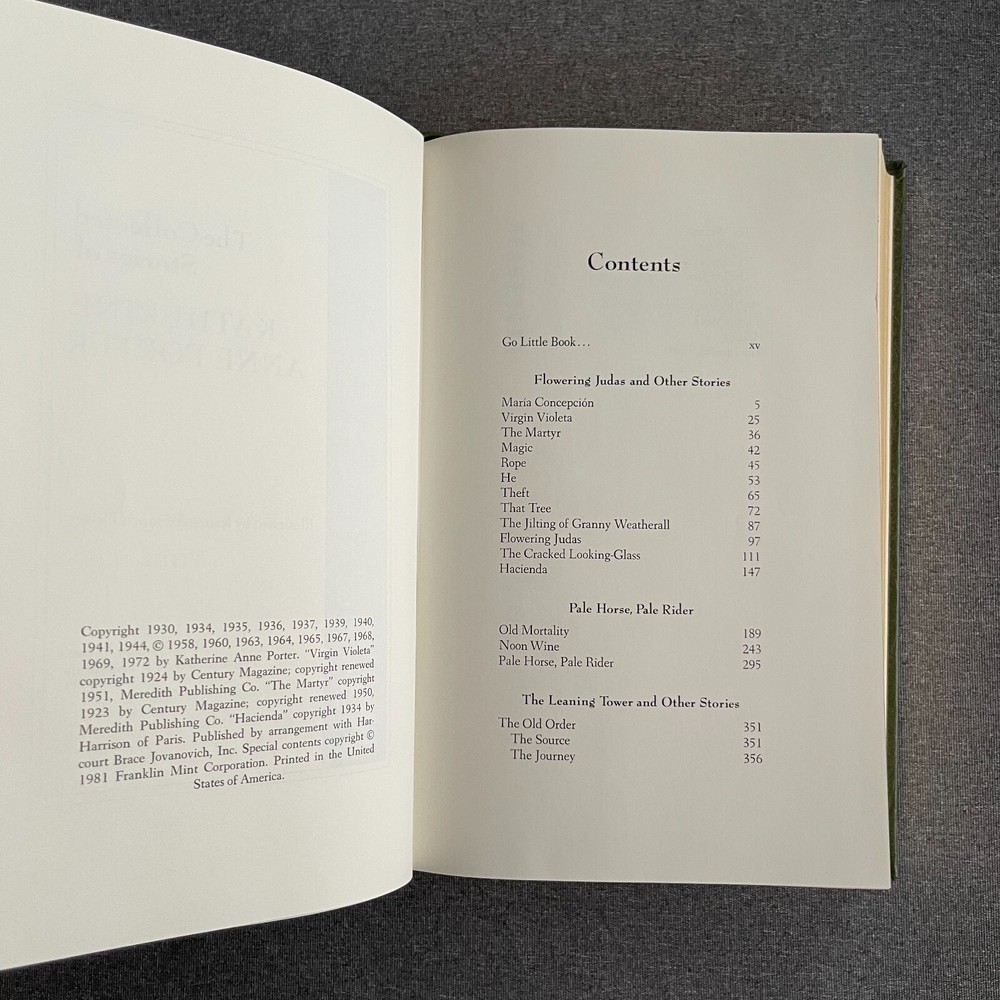 Copyright 1930, 1934, 1935, 1936, 1937, 1939, 1940,
1941, 1944, © 1958, 1960, 1963, 1964, 1965, 1967, 1968,
1969, 1972 by Katherine Anne Porter. “Virgin Violeta”
copyright 1924 by Century Magazine; copyright renewed
1951, Meredith Publishing Co. “The Martyr” copyright
1923 by Century Magazine; copyright renewed 1950,
Meredith Publishing Co. “Hacienda” copyright 1934 by
Harrison of Paris. Published by arrangement with Har-
court Brace Jovanovich, Inc. Special contents copyright ©
1981 Franklin Mint Corporation. Printed in the United
States of America.
Contents
Go Little Book... xv
Flowering Judas and Other Stories
María Concepción 5
Virgin Violeta 25
The Martyr 36
Magic 42
Rope 45
He 53
Theft 65
That Tree 72
The Jilting of Granny Weatherall 87
Flowering Judas 97
The Cracked Looking-Glass 111
Hacienda 147
Pale Horse, Pale Rider
Old Mortality 189
Noon Wine 243
Pale Horse, Pale Rider 295
The Leaning Tower and Other Stories
The Old Order 351
The Source 351
The Journey 356